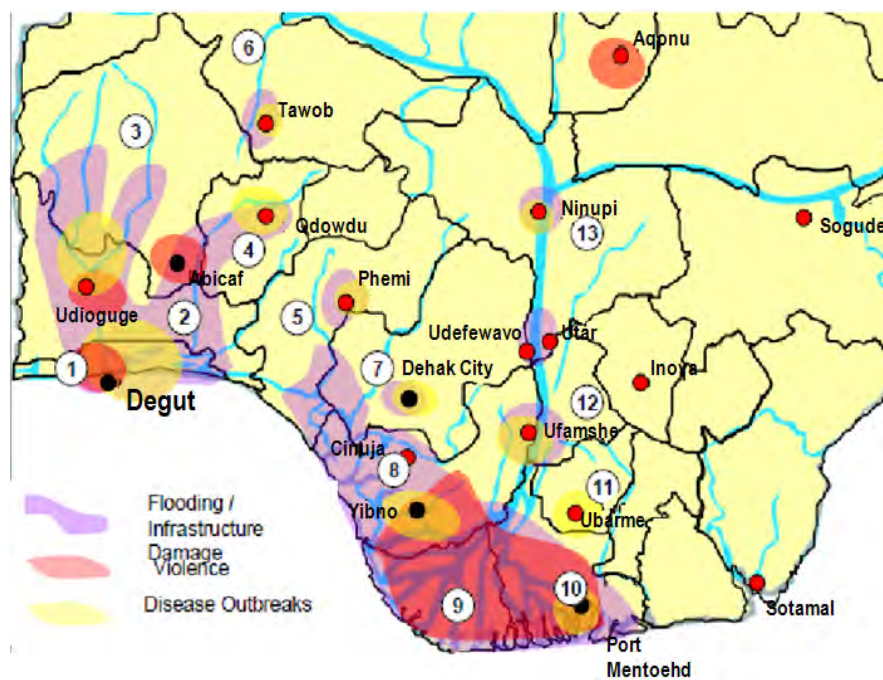 6
Aqonu
Tawob
3
Ninupi
13
Sogude
Qdowdu
4
Abicaf
Udioguge
2
5
Phemi
Udefewavo
Utar
1
Degut
7
Dehak City
Inoya
12
Ufamshe
Cinuja
8
Yibno
11
Ubarme
9
10
Sotamal
Port
Mentoehd
Flooding /
Infrastructure
Damage
Violence
Disease Outbreaks